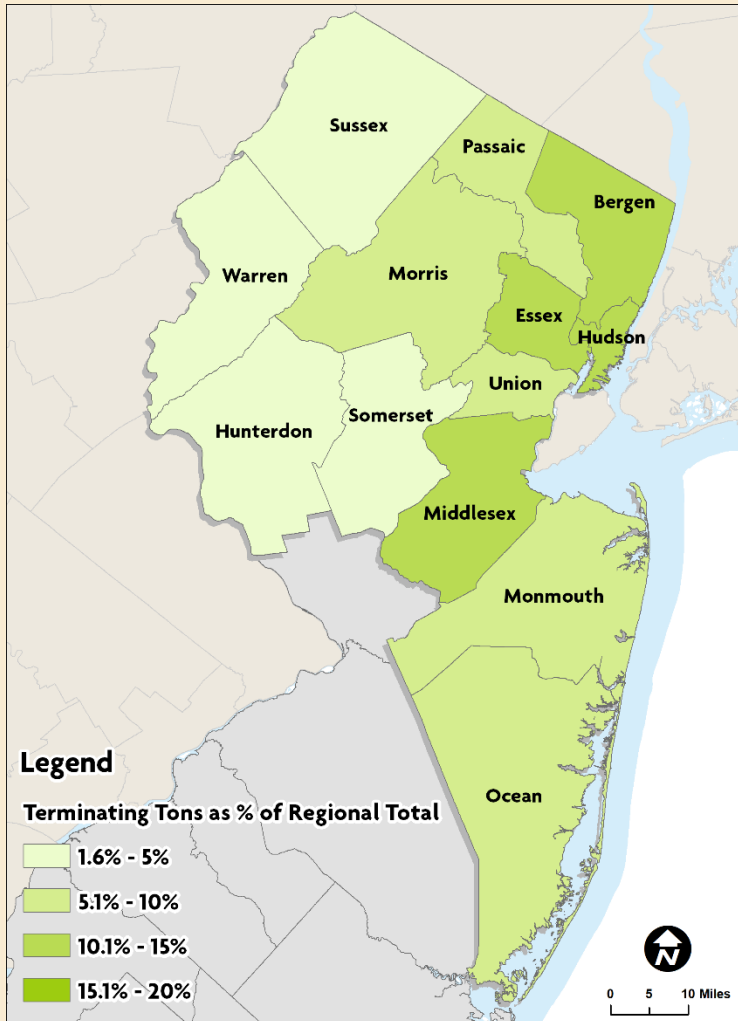 Sussex
Passaic
Bergen
Warren
Morris
Essex
Hudson
Union
Somerset
Hunterdon
Middlesex
Monmouth
Ocean
Legend
Terminating Tons as % of Regional Total
1.6% - 5%
5.1% - 10%
10.1% - 15%
15.1% - 20%
N
0 5 10 Miles